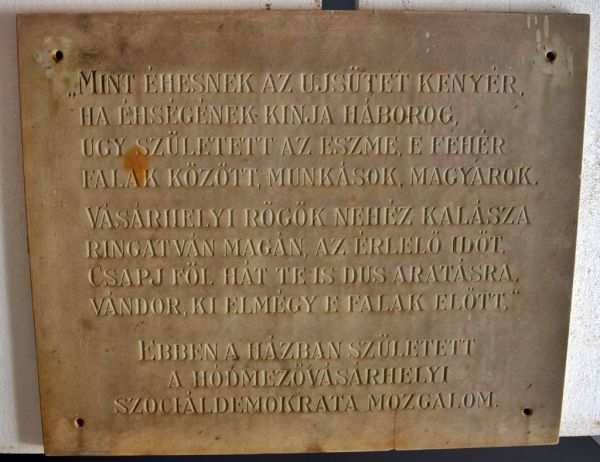 „MINT ÉHESNEK AZ UJSÜTET KENYÉR,
HA ÉHSÉGÉNEK KINJA HÁBOROG,
UGY SZÜLETETT AZ ESZME, E FEHÉR
FALAK KÖZÖTT, MUNKÁSOK, MAGYAROK.
VÁSÁRHELYI RÖGÖK NEHÉZ KALÁSZA
RINGATVÁN MAGÁN, AZ ÉRLELŐ IDŐT.
CSAPJ FÖL HÁT TE IS DUS ARATÁSRA,
VÁNDOR, KI ELMÉGY E FALAK ELŐTT."
EBBEN A HÁZBAN SZÜLETETT
A HÓDMEZŐVÁSÁRHELYI
SZOCIÁLDEMOKRATA MOZGALOM.